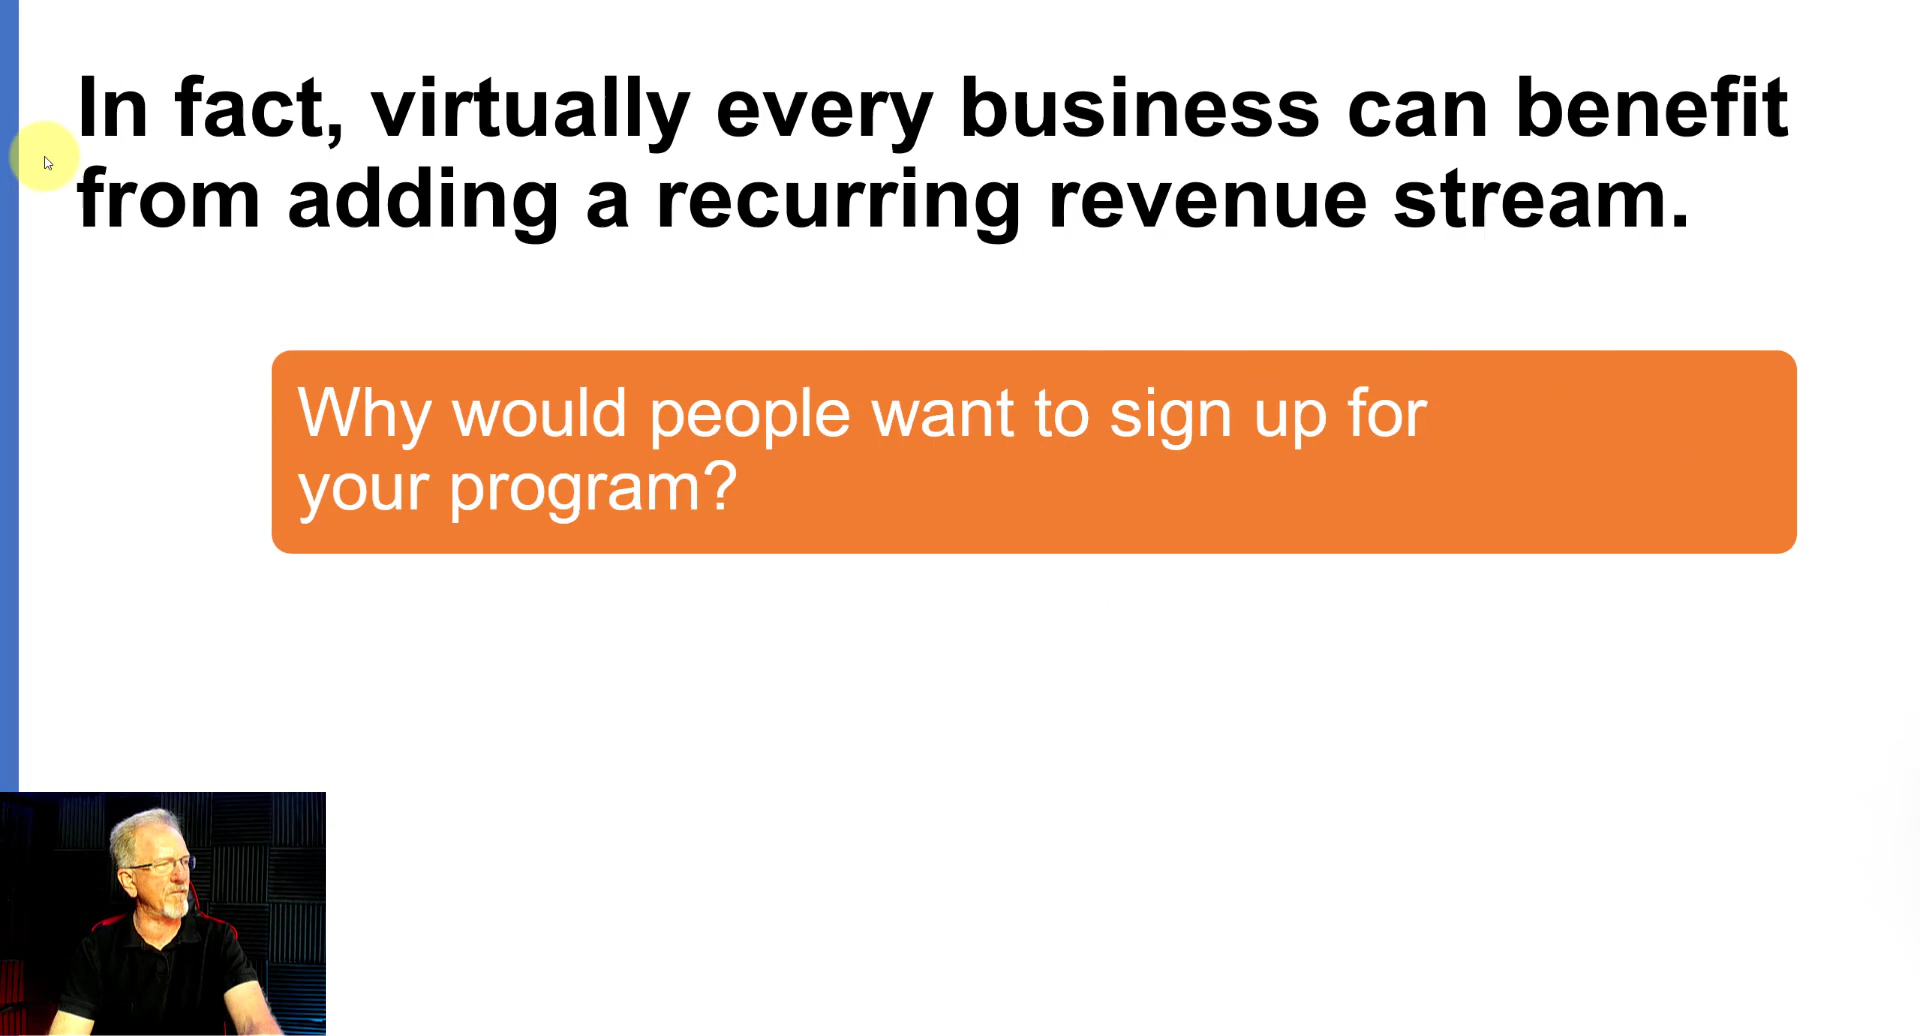 In fact, virtually every business can benefit
from adding a recurring revenue stream.
Why would people want to sign up for
your program?